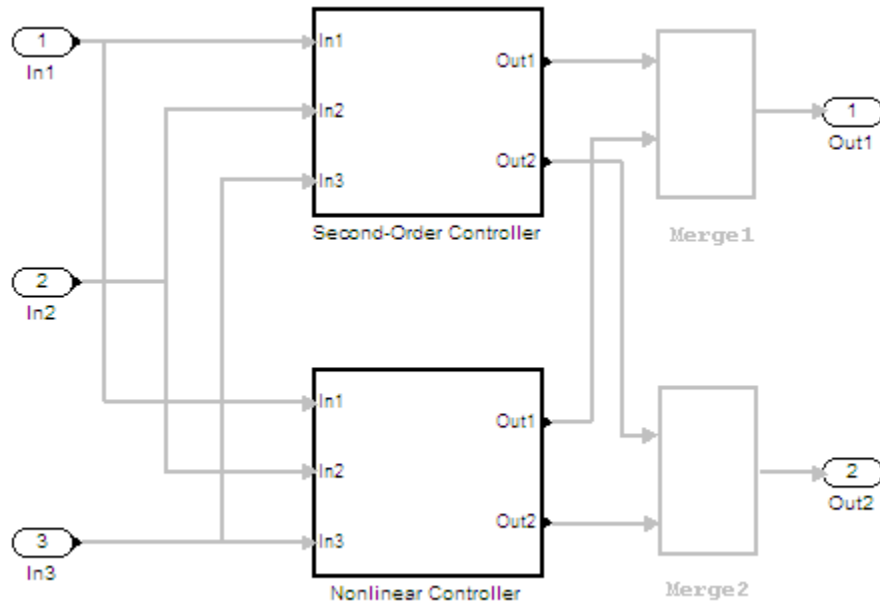 1
In1
In1
In2
In3
Out1
Out2
Second-Order Controller
Merge1
1
Out1
2
In2
In1
In2
In3
Out1
Out2
Nonlinear Controller
Merge2
2
Out2
3
In3